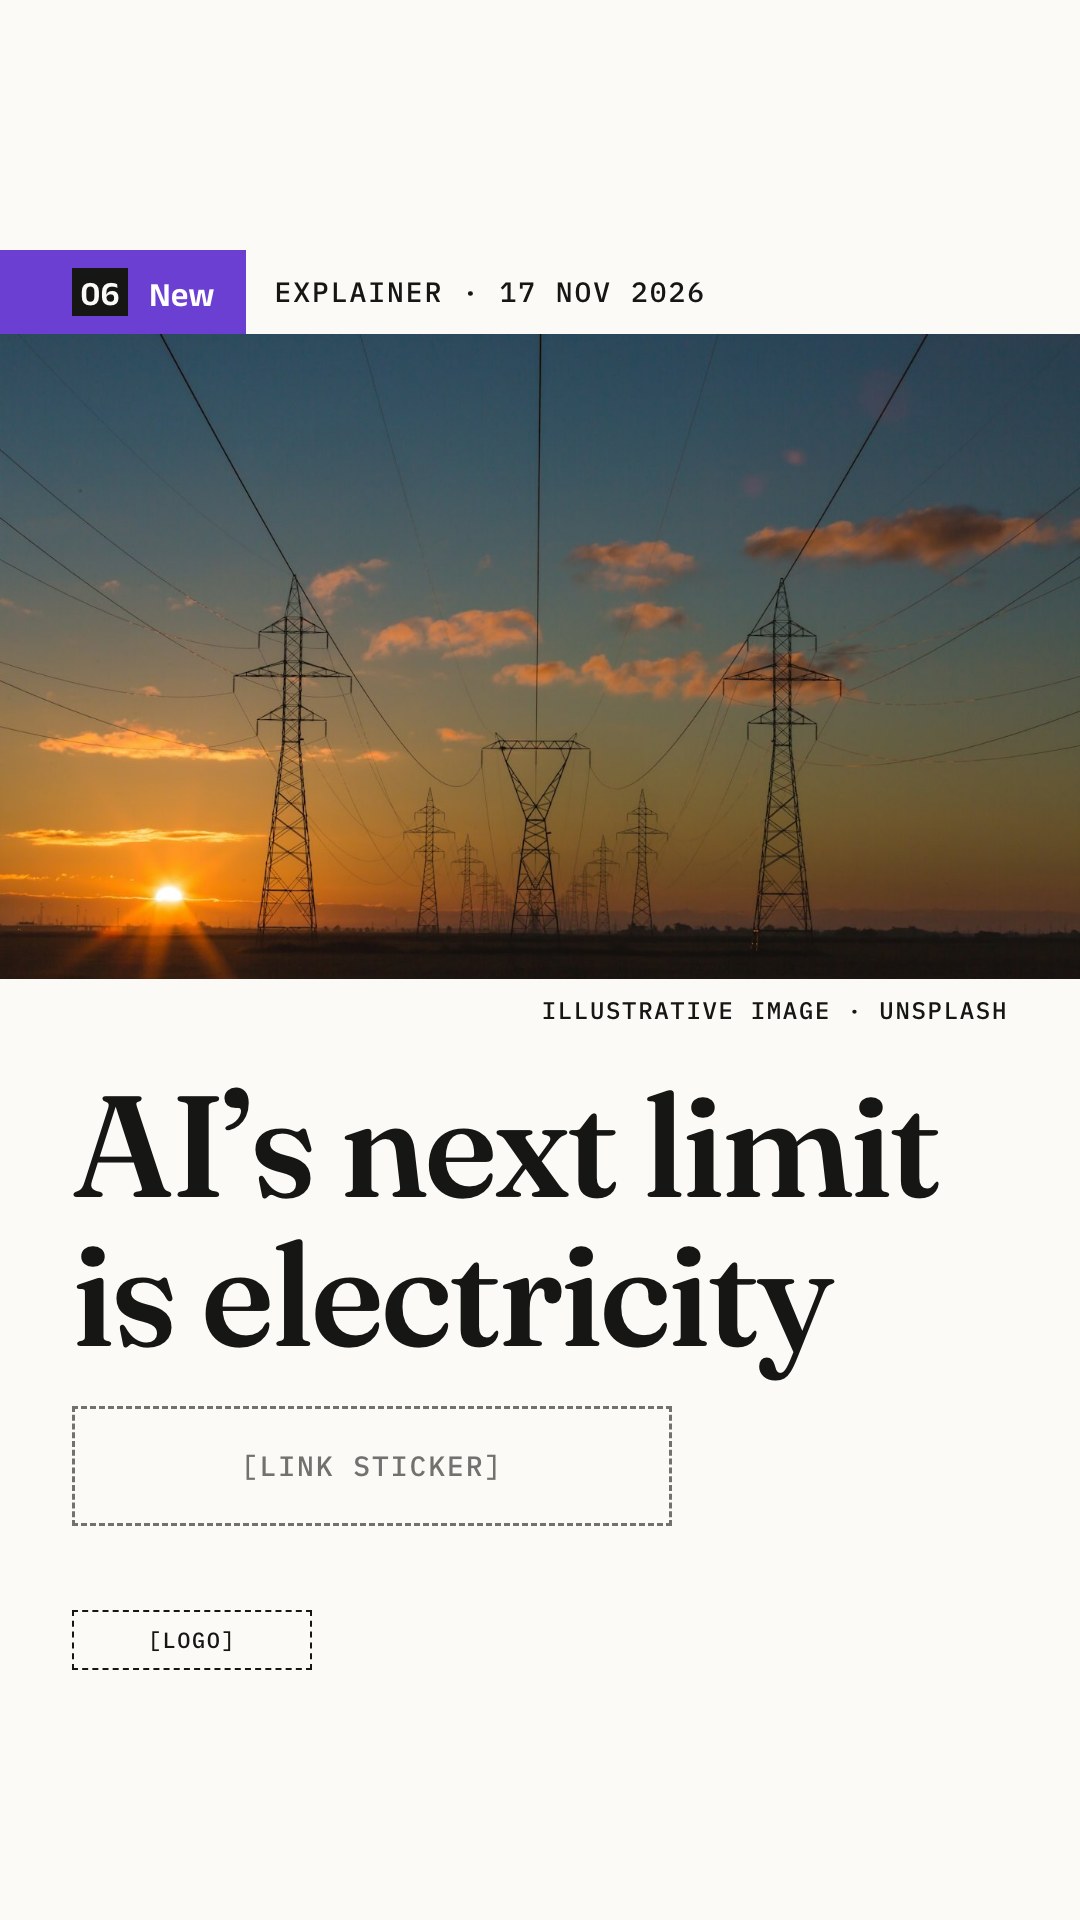 06 New
EXPLAINER · 17 NOV 2026
ILLUSTRATIVE IMAGE · UNSPLASH
AI’s next limit
is electricity
[LINK STICKER]
[LOGO]